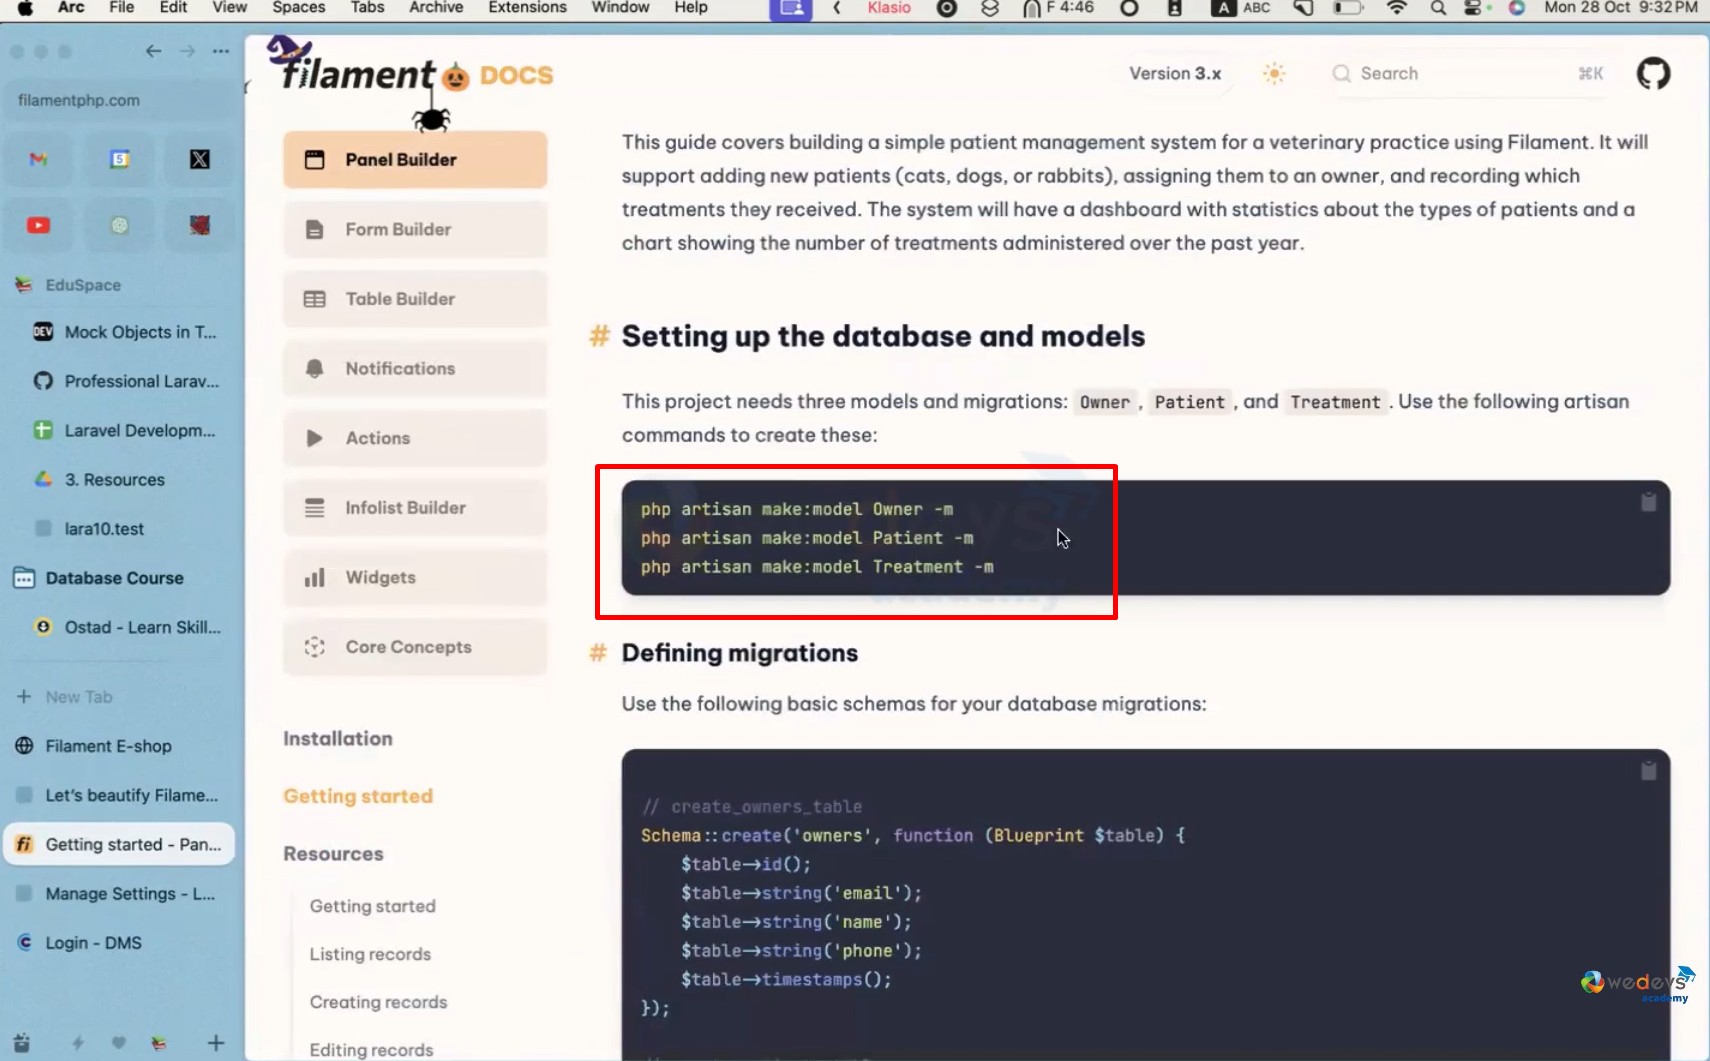 Arc File Edit View Spaces Tabs Archive Extensions Window Help
Klasio
F 4:46
A ABC
Mon 28 Oct 9:32 PM
filamentphp.com
5
EduSpace
DEV Mock Objects in T...
Professional Larav...
Laravel Developm...
3. Resources
lara10.test
Database Course
Ostad - Learn Skill...
+ New Tab
Filament E-shop
Let's beautify Filame...
fi Getting started - Pan...
Manage Settings - L...
Login - DMS
filament DOCS
Version 3.x
Search ⌘K
Panel Builder
Form Builder
Table Builder
Notifications
Actions
Infolist Builder
Widgets
Core Concepts
Installation
Getting started
Resources
Getting started
Listing records
Creating records
Editing records
This guide covers building a simple patient management system for a veterinary practice using Filament. It will
support adding new patients (cats, dogs, or rabbits), assigning them to an owner, and recording which
treatments they received. The system will have a dashboard with statistics about the types of patients and a
chart showing the number of treatments administered over the past year.
# Setting up the database and models
This project needs three models and migrations: Owner , Patient , and Treatment . Use the following artisan
commands to create these:
php artisan make:model Owner -m
php artisan make:model Patient -m
php artisan make:model Treatment -m
# Defining migrations
Use the following basic schemas for your database migrations:
// create_owners_table
Schema::create('owners', function (Blueprint $table) {
$table->id();
$table->string('email');
$table->string('name');
$table->string('phone');
$table->timestamps();
});
wedevs
academy